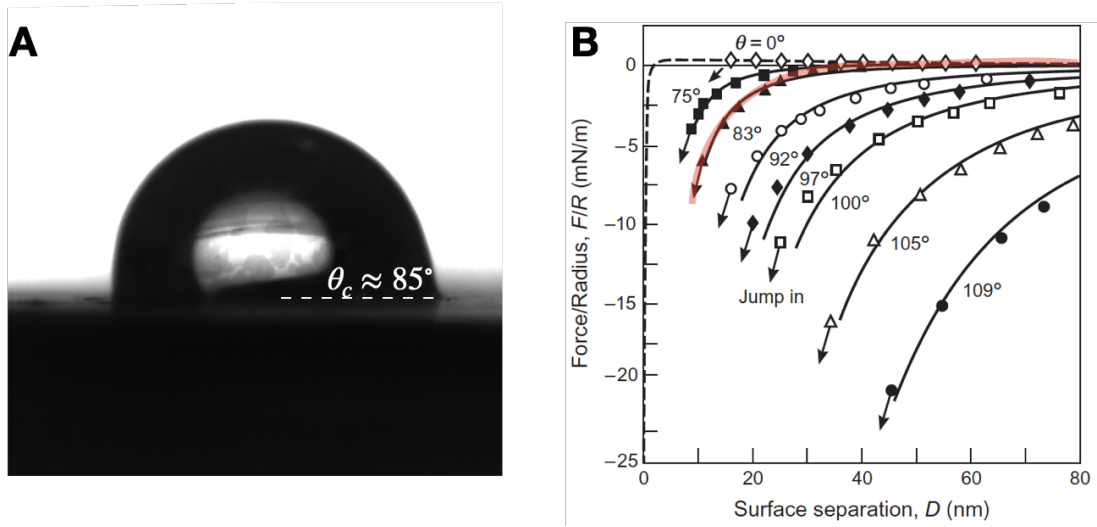 A
θc ≈ 85°
B
Force/Radius, F/R (mN/m)
0
−5
−10
−15
−20
−25
θ = 0°
75°
83°
92°
97°
100°
105°
109°
Jump in
0
20
40
60
80
Surface separation, D (nm)